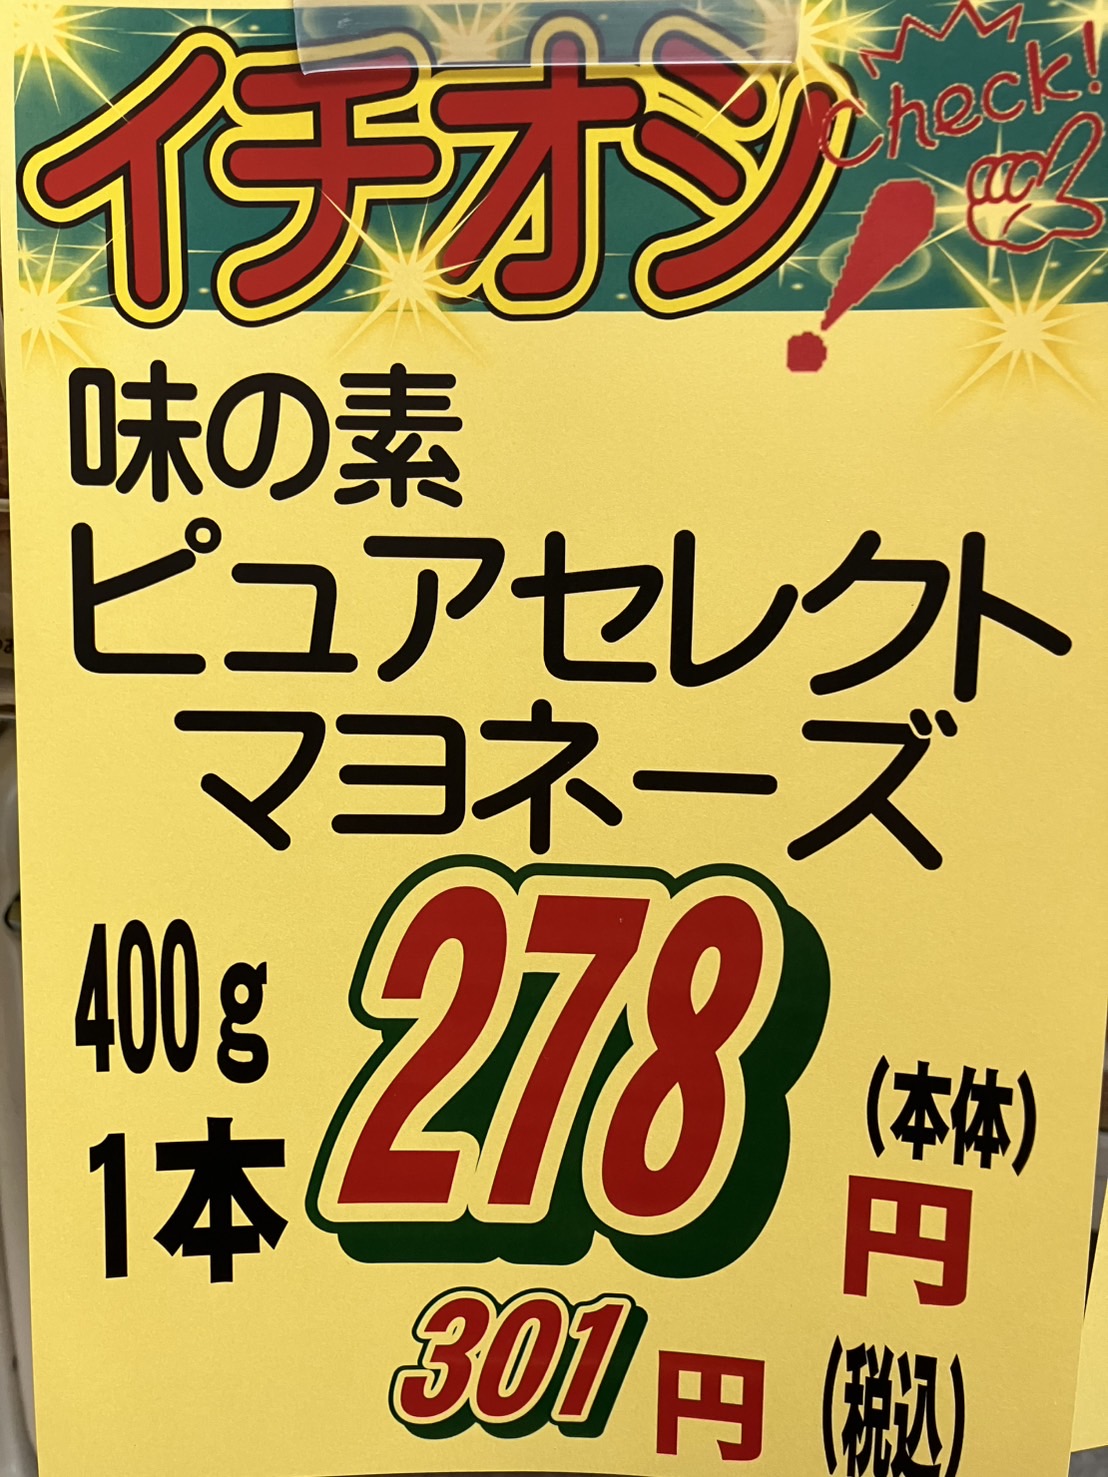 イチオシ
Check!
!
味の素
ピュアセレクト
マヨネーズ
400g
1本
278
(本体)
円
301円
(税込)